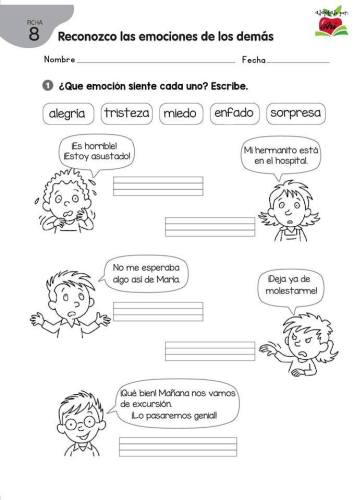 FICHA
8
Reconozco las emociones de los demás
Nombre
Fecha
1 ¿Que emoción siente cada uno? Escribe.
alegría tristeza miedo enfado sorpresa
¡Es horrible!
¡Estoy asustado!
Mi hermanito está
en el hospital.
No me esperaba
algo así de María.
¡Deja ya de
molestarme!
¡Qué bien! Mañana nos vamos
de excursión.
¡Lo pasaremos genial!